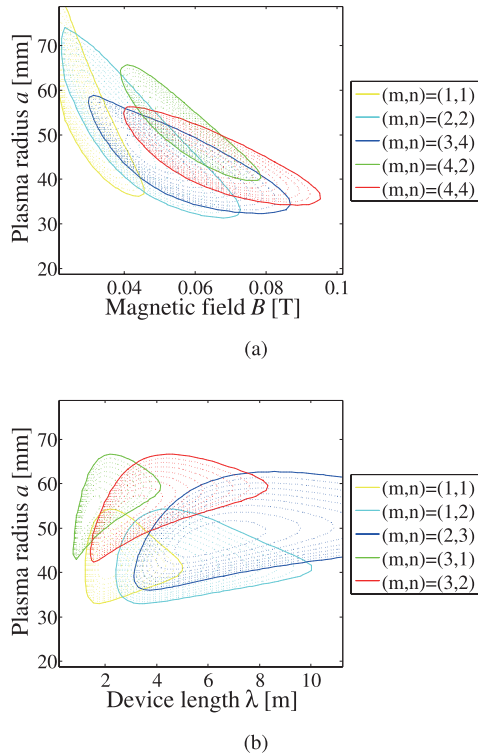 70
60
50
40
30
20
Plasma radius a [mm]
0.04 0.06 0.08 0.1
Magnetic field B [T]
(m,n)=(1,1)
(m,n)=(2,2)
(m,n)=(3,4)
(m,n)=(4,2)
(m,n)=(4,4)
(a)
80
70
60
50
40
30
20
Plasma radius a [mm]
2 4 6 8 10
Device length λ [m]
(m,n)=(1,1)
(m,n)=(1,2)
(m,n)=(2,3)
(m,n)=(3,1)
(m,n)=(3,2)
(b)